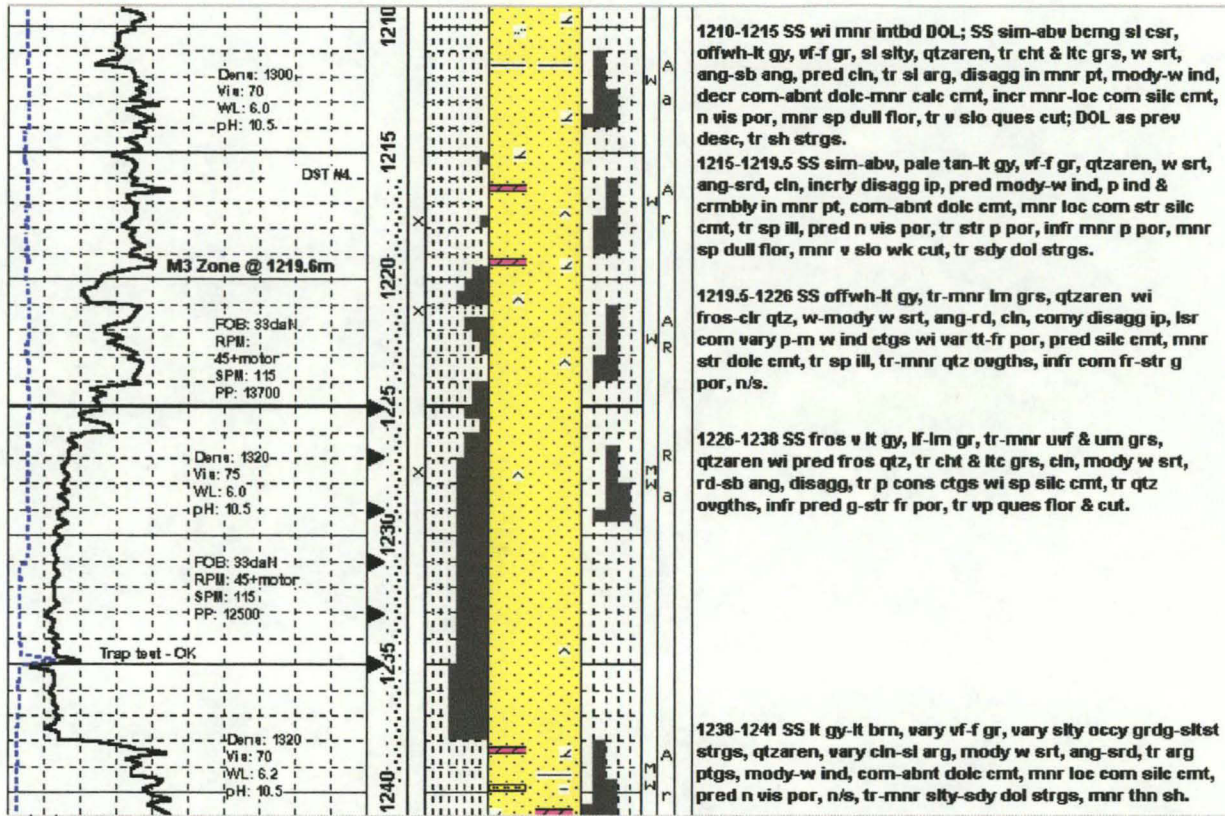 1210
Dens: 1300
Vis: 70
WL: 6.0
pH: 10.5
1215
DST #4
M3 Zone @ 1219.6m
1220
FOB: 33daN
RPM:
45+motor
SPM: 115
PP: 13700
1225
Dens: 1320
Vis: 75
WL: 6.0
pH: 10.5
1230
FOB: 33daN
RPM: 45+motor
SPM: 115
PP: 12500
Trap test - OK
1235
Dens: 1320
Vis: 70
WL: 6.2
pH: 10.5
1240
A
W
a
A
W
r
A
W
R
R
M
W
a
A
M
W
r
1210-1215 SS wi mnr intbd DOL; SS sim-abv bcmg sl csr,
offwh-lt gy, vf-f gr, sl slty, qtzaren, tr cht & ltc grs, w srt,
ang-sb ang, pred cln, tr sl arg, disagg in mnr pt, mody-w ind,
decr com-abnt dolc-mnr calc cmt, incr mnr-loc com silc cmt,
n vis por, mnr sp dull flor, tr v slo ques cut; DOL as prev
desc, tr sh strgs.
1215-1219.5 SS sim-abv, pale tan-lt gy, vf-f gr, qtzaren, w srt,
ang-srd, cln, incrly disagg ip, pred mody-w ind, p ind &
crmbly in mnr pt, com-abnt dolc cmt, mnr loc com str silc
cmt, tr sp ill, pred n vis por, tr str p por, infr mnr p por, mnr
sp dull flor, mnr v slo wk cut, tr sdy dol strgs.
1219.5-1226 SS offwh-lt gy, tr-mnr lm grs, qtzaren wi
fros-clr qtz, w-mody w srt, ang-rd, cln, comy disagg ip, lsr
com vary p-m w ind ctgs wi var tt-fr por, pred silc cmt, mnr
str dolc cmt, tr sp ill, tr-mnr qtz ovgths, infr com fr-str g
por, n/s.
1226-1238 SS fros v lt gy, lf-lm gr, tr-mnr uvf & um grs,
qtzaren wi pred fros qtz, tr cht & ltc grs, cln, mody w srt,
rd-sb ang, disagg, tr p cons ctgs wi sp silc cmt, tr qtz
ovgths, infr pred g-str fr por, tr vp ques flor & cut.
1238-1241 SS lt gy-lt brn, vary vf-f gr, vary slty occy grdg-sltst
strgs, qtzaren, vary cln-sl arg, mody w srt, ang-srd, tr arg
ptgs, mody-w ind, com-abnt dolc cmt, mnr loc com silc cmt,
pred n vis por, n/s, tr-mnr slty-sdy dol strgs, mnr thn sh.